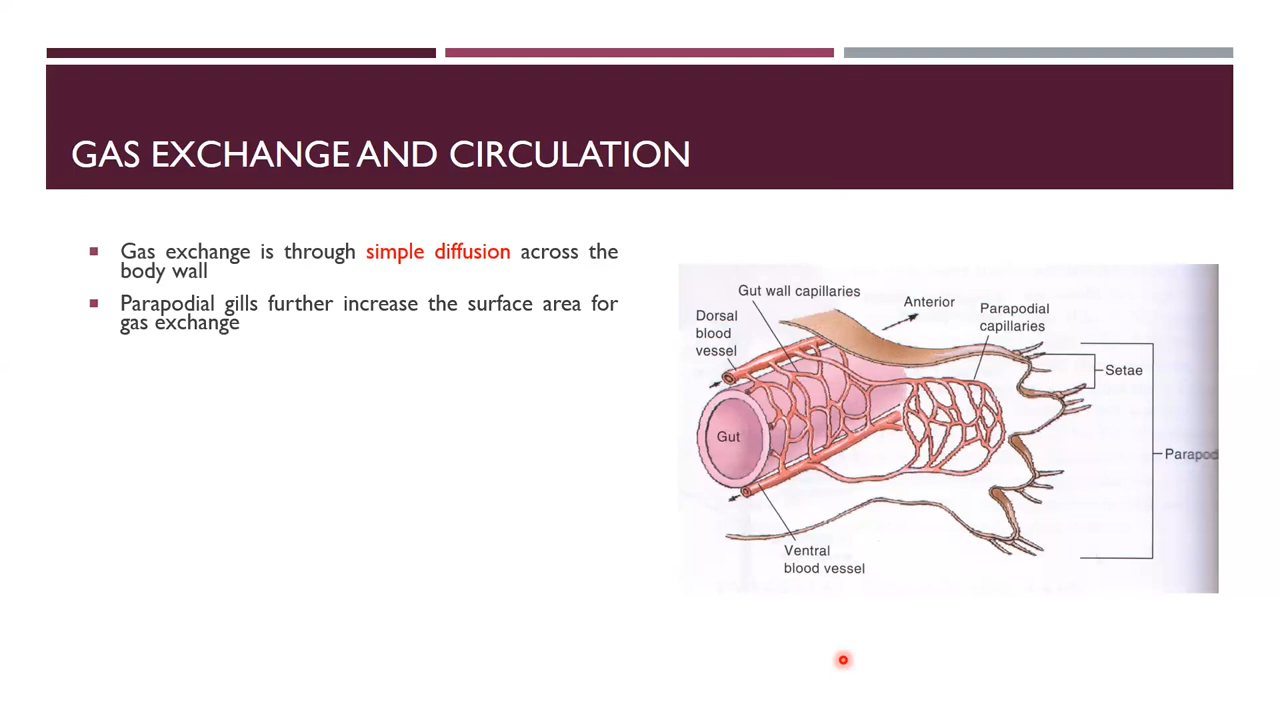 GAS EXCHANGE AND CIRCULATION
Gas exchange is through simple diffusion across the
body wall
Parapodial gills further increase the surface area for
gas exchange
Gut wall capillaries
Anterior
Parapodial
capillaries
Dorsal
blood
vessel
Setae
Gut
Parapod
Ventral
blood vessel